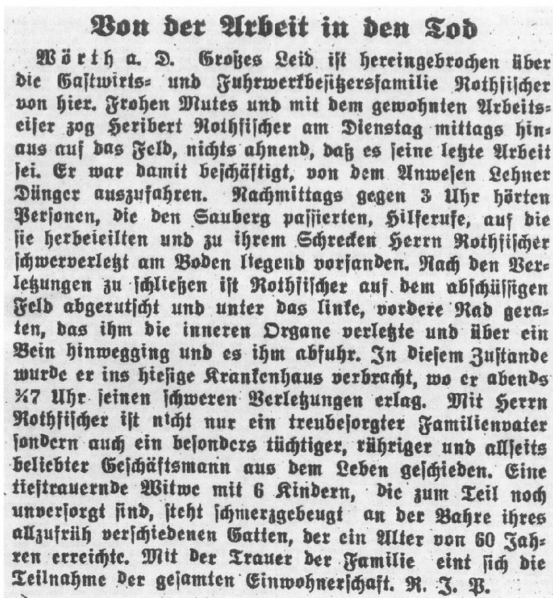 Von der Arbeit in den Tod
Wörth a. D. Großes Leid ist hereingebrochen über
die Gastwirts- und Fuhrwerkbesitzersfamilie Rothfischer
von hier. Frohen Mutes und mit dem gewohnten Arbeits-
eifer zog Heribert Rothfischer am Dienstag mittags hin-
aus auf das Feld, nichts ahnend, daß es seine letzte Arbeit
sei. Er war damit beschäftigt, von dem Anwesen Lehner
Dünger auszufahren. Nachmittags gegen 3 Uhr hörten
Personen, die den Sauberg passierten, Hilferufe, auf die
sie herbeieilten und zu ihrem Schrecken Herrn Rothfischer
schwerverletzt am Boden liegend vorfanden. Nach den Ver-
letzungen zu schließen ist Rothfischer auf dem abschüssigen
Feld abgerutscht und unter das linke, vordere Rad gera-
ten, das ihm die inneren Organe verletzte und über ein
Bein hinwegging und es ihm abfuhr. In diesem Zustande
wurde er ins hiesige Krankenhaus verbracht, wo er abends
¾7 Uhr seinen schweren Verletzungen erlag. Mit Herrn
Rothfischer ist nicht nur ein treubesorgter Familienvater
sondern auch ein besonders tüchtiger, rühriger und allseits
beliebter Geschäftsmann aus dem Leben geschieden. Eine
tieftrauernde Witwe mit 6 Kindern, die zum Teil noch
unversorgt sind, steht schmerzgebeugt an der Bahre ihres
allzufrüh verschiedenen Gatten, der ein Alter von 60 Jah-
ren erreichte. Mit der Trauer der Familie eint sich die
Teilnahme der gesamten Einwohnerschaft. R. J. P.